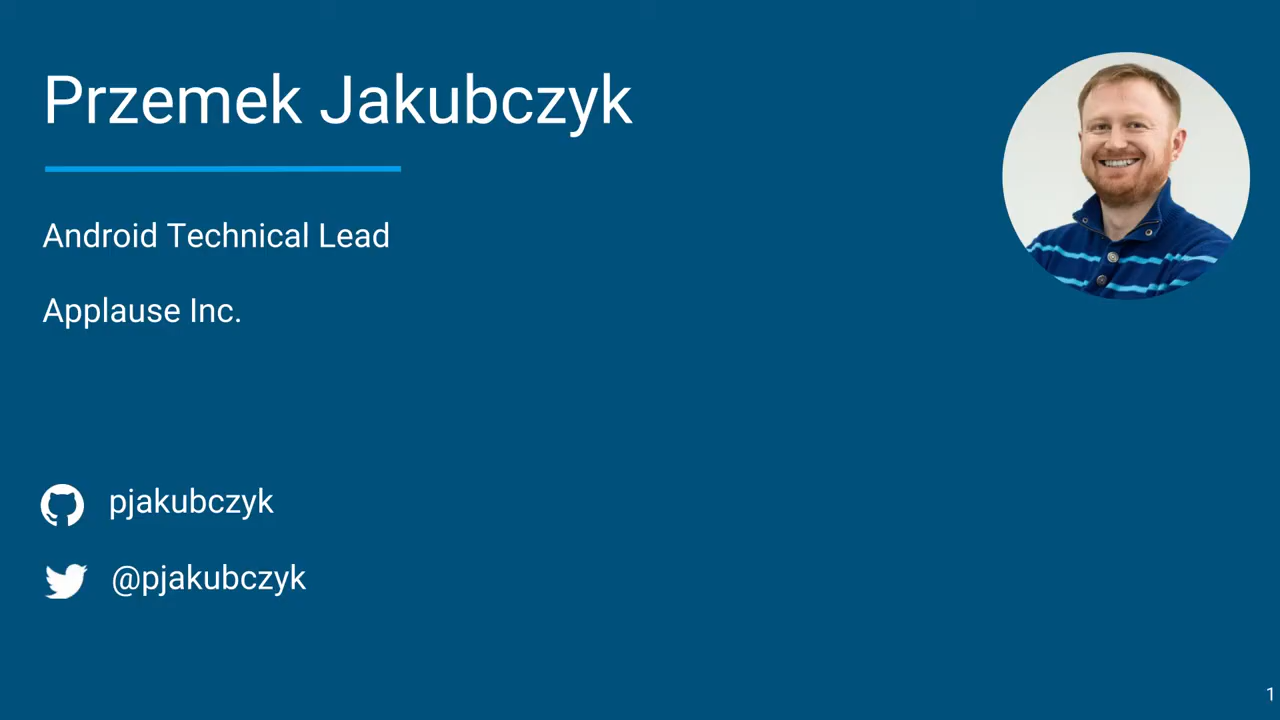 Przemek Jakubczyk
Android Technical Lead
Applause Inc.
pjakubczyk
@pjakubczyk
1